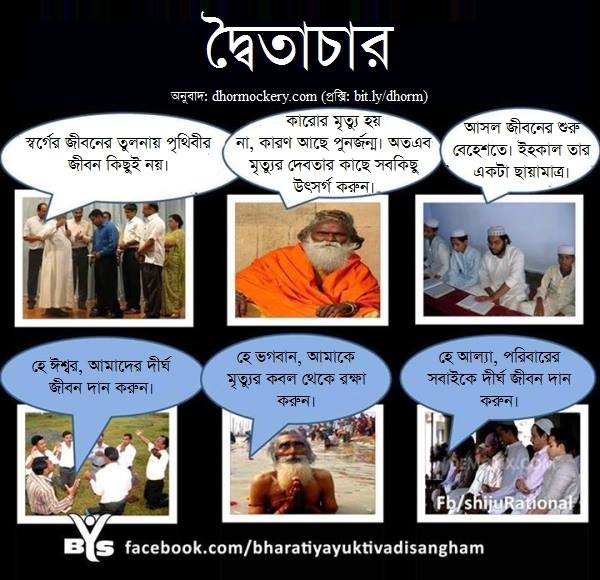 দ্বৈতাচার
অনুবাদ: dhormockery.com (প্রক্সি: bit.ly/dhorm)
স্বর্গের জীবনের তুলনায় পৃথিবীর
জীবন কিছুই নয়।
কারোর মৃত্যু হয়
না, কারণ আছে পুনর্জন্ম। অতএব
মৃত্যুর দেবতার কাছে সবকিছু
উৎসর্গ করুন।
আসল জীবনের শুরু
বেহেশতে। ইহকাল তার
একটা ছায়ামাত্র।
হে ঈশ্বর, আমাদের দীর্ঘ
জীবন দান করুন।
হে ভগবান, আমাকে
মৃত্যুর কবল থেকে রক্ষা
করুন।
হে আল্যা, পরিবারের
সবাইকে দীর্ঘ জীবন দান
করুন।
Fb/shijuRational
BYS facebook.com/bharatiyayuktivadisangham